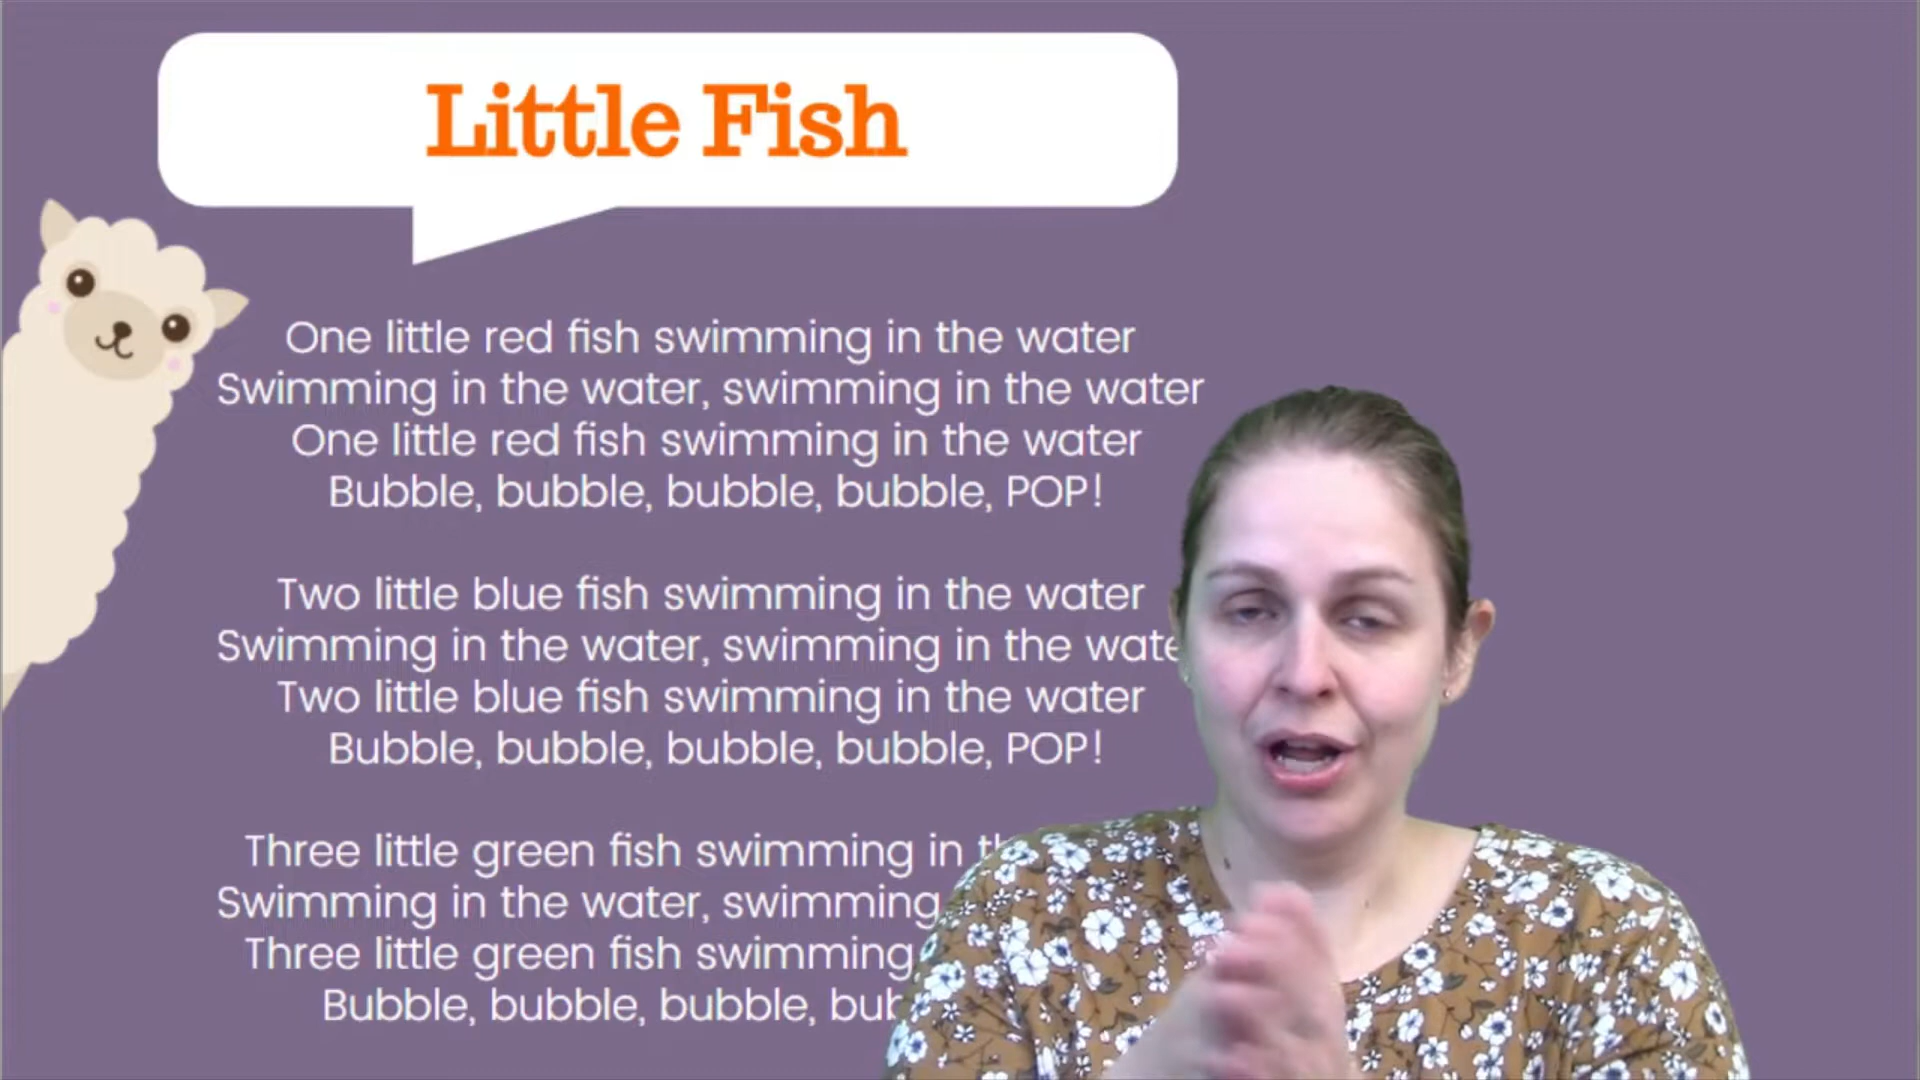 Little Fish
One little red fish swimming in the water
Swimming in the water, swimming in the water
One little red fish swimming in the water
Bubble, bubble, bubble, bubble, POP!
Two little blue fish swimming in the water
Swimming in the water, swimming in the
Two little blue fish swimming in the water
Bubble, bubble, bubble, bubble, POP!
Three little green fish swimming in
Swimming in the water, swimming
Three little green fish swimming
Bubble, bubble, bubble,